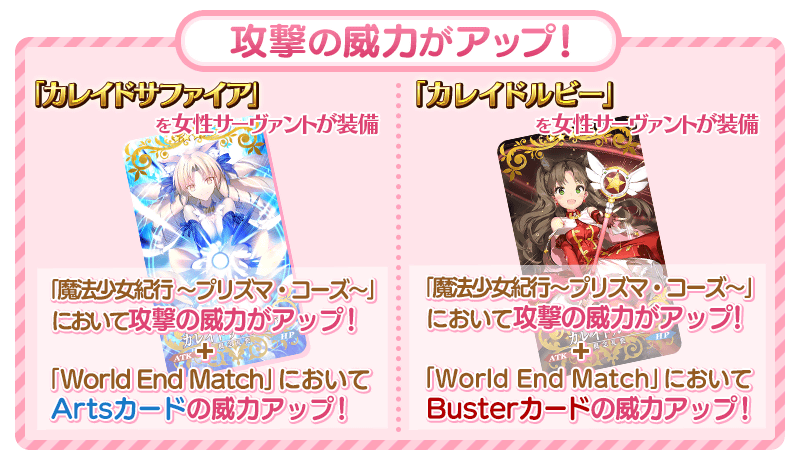 攻撃の威力がアップ！
「カレイドサファイア」
を女性サーヴァントが装備
「魔法少女紀行 ～プリズマ・コーズ～」
において攻撃の威力がアップ！
ATK
HP
+
「World End Match」において
Artsカードの威力アップ！
「カレイドルビー」
を女性サーヴァントが装備
「魔法少女紀行～プリズマ・コーズ～」
において攻撃の威力がアップ！
ATK
HP
+
「World End Match」において
Busterカードの威力アップ！